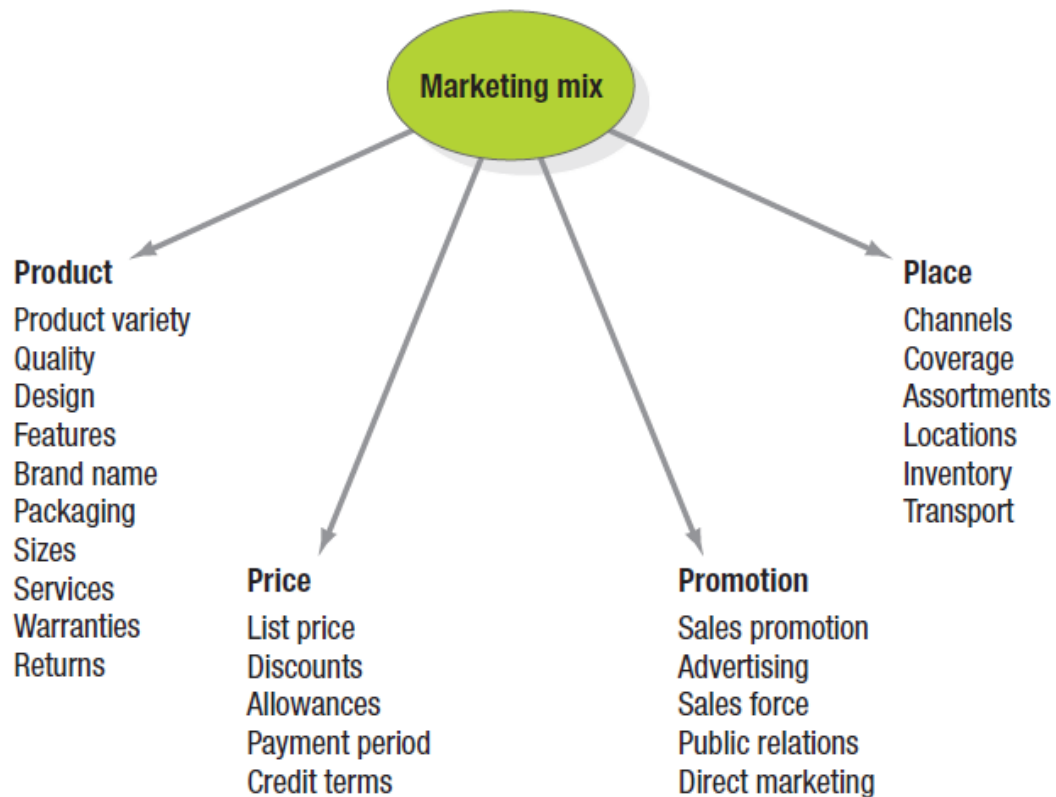 Marketing mix
Product
Product variety
Quality
Design
Features
Brand name
Packaging
Sizes
Services
Warranties
Returns
Price
List price
Discounts
Allowances
Payment period
Credit terms
Promotion
Sales promotion
Advertising
Sales force
Public relations
Direct marketing
Place
Channels
Coverage
Assortments
Locations
Inventory
Transport